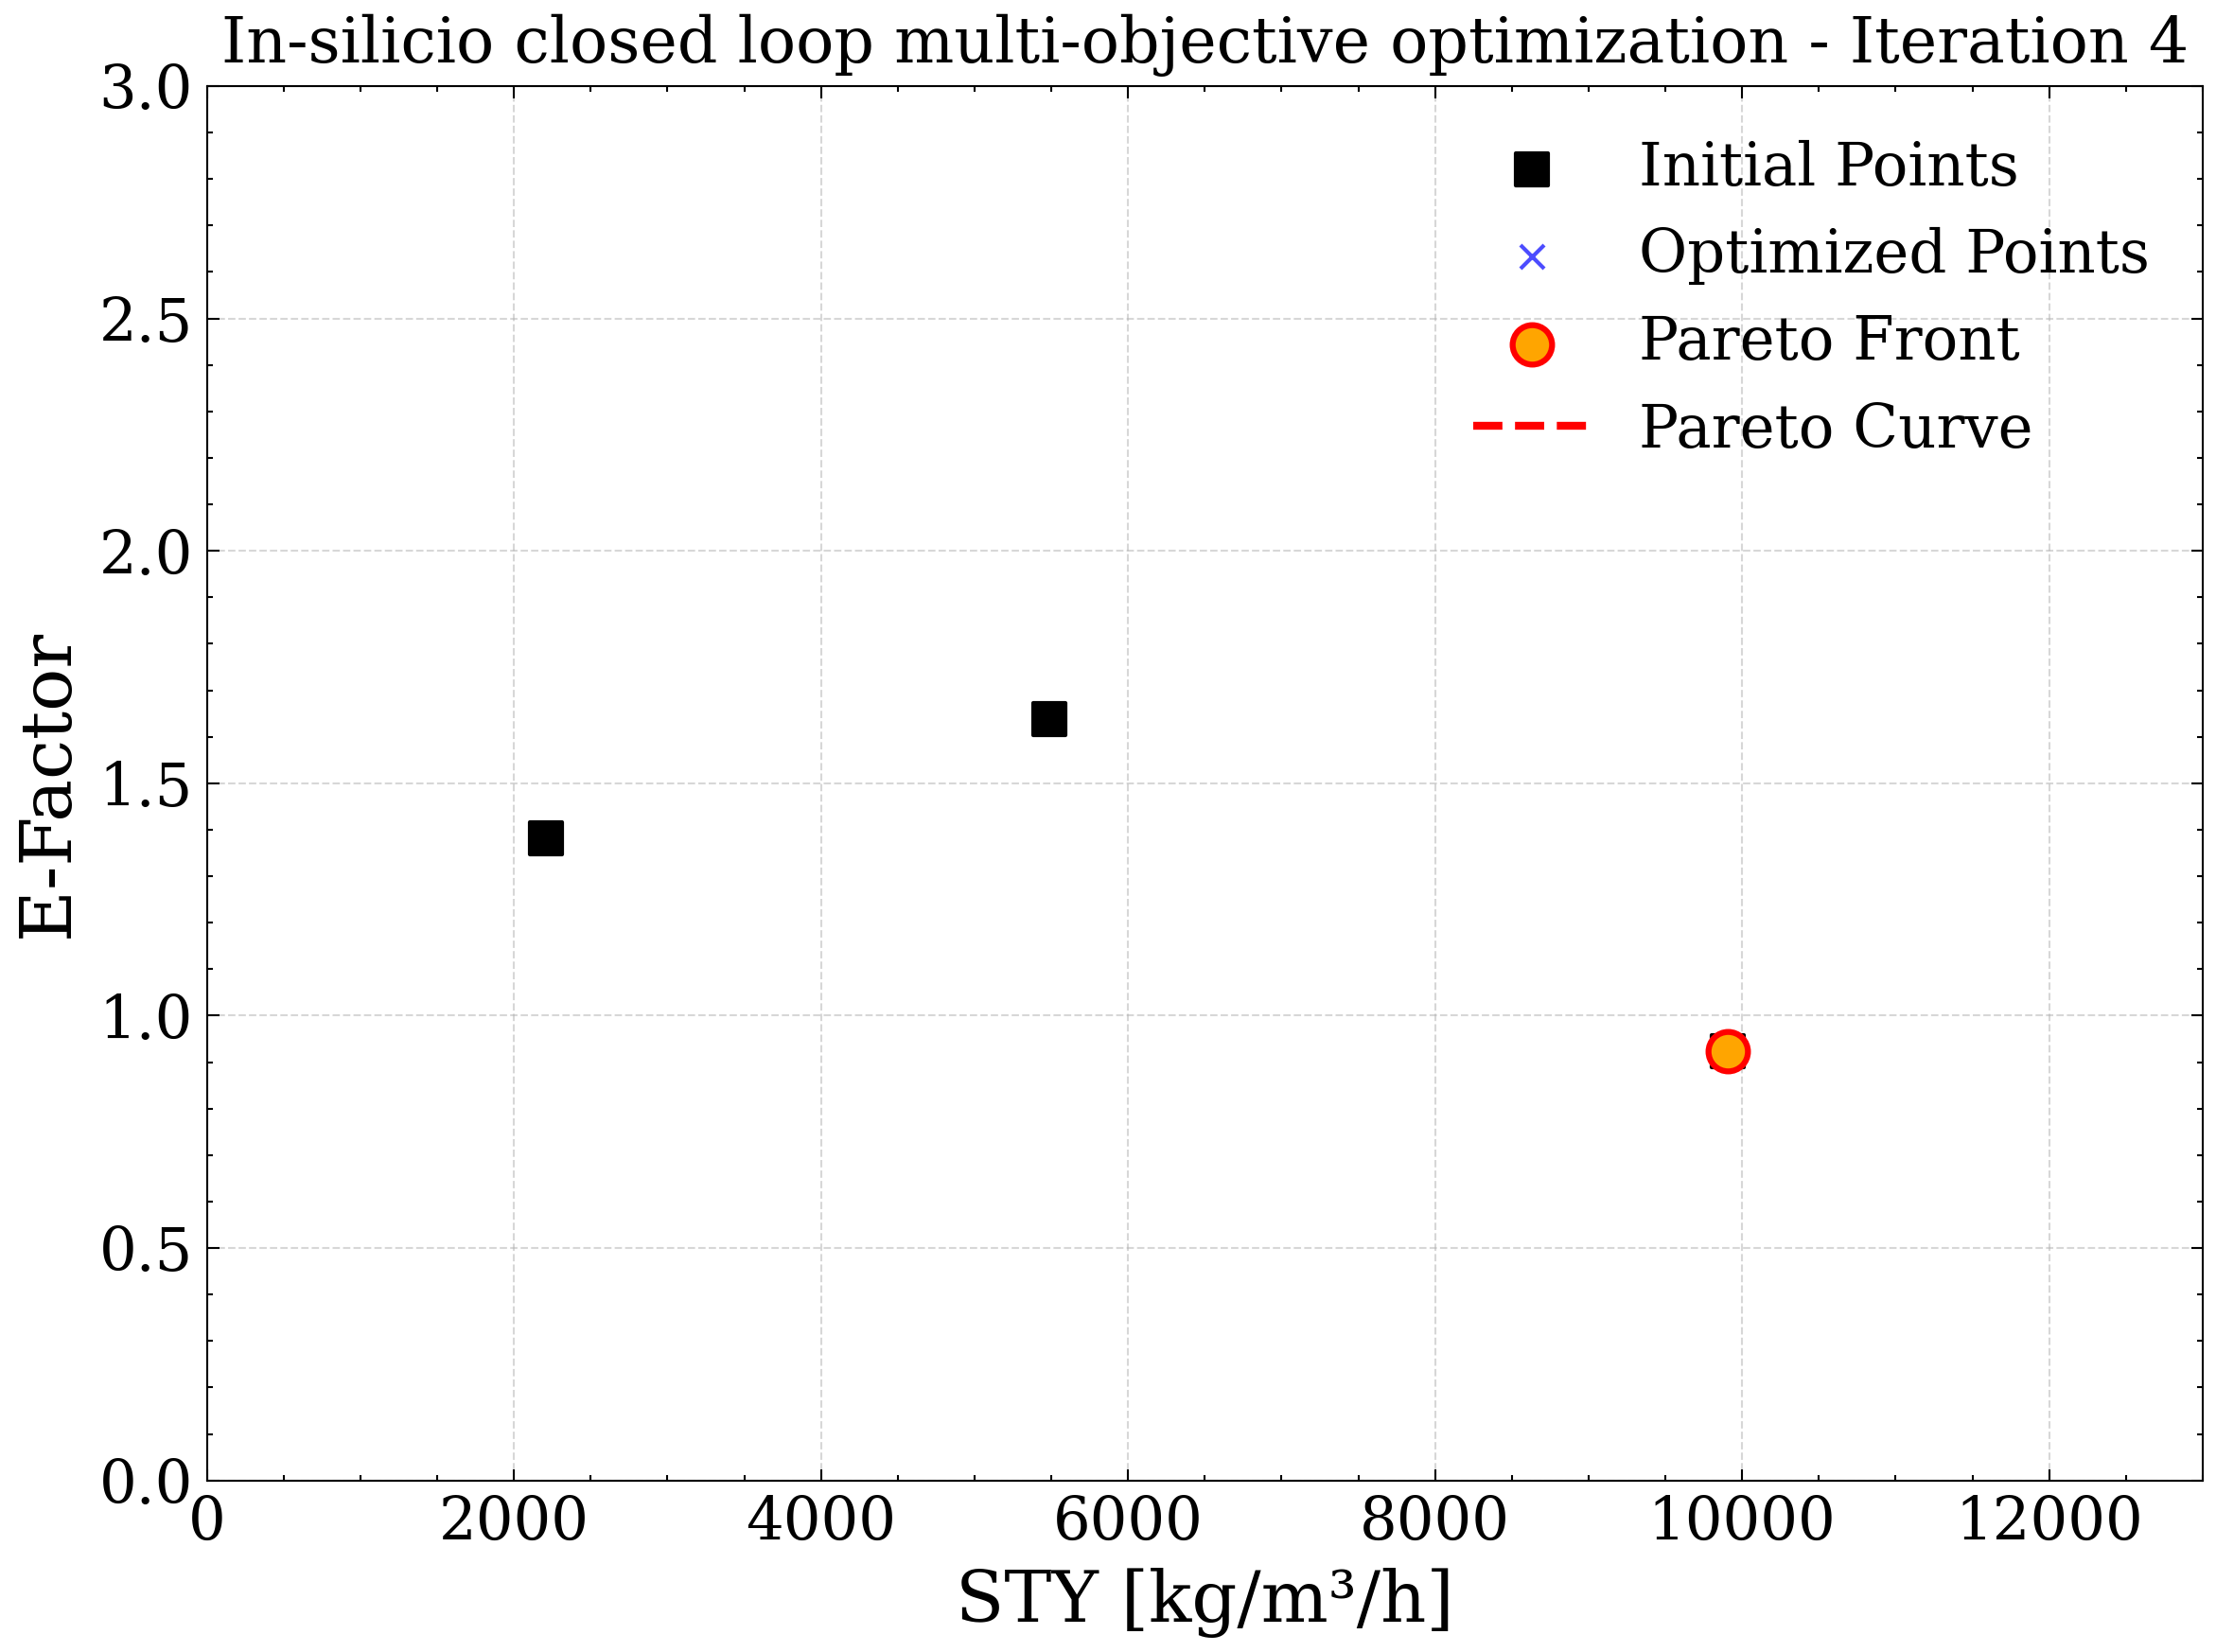 In-silicio closed loop multi-objective optimization - Iteration 4
3.0
2.5
2.0
1.5
1.0
0.5
0.0
E-Factor
Initial Points
Optimized Points
Pareto Front
Pareto Curve
0 2000 4000 6000 8000 10000 12000
STY [kg/m³/h]